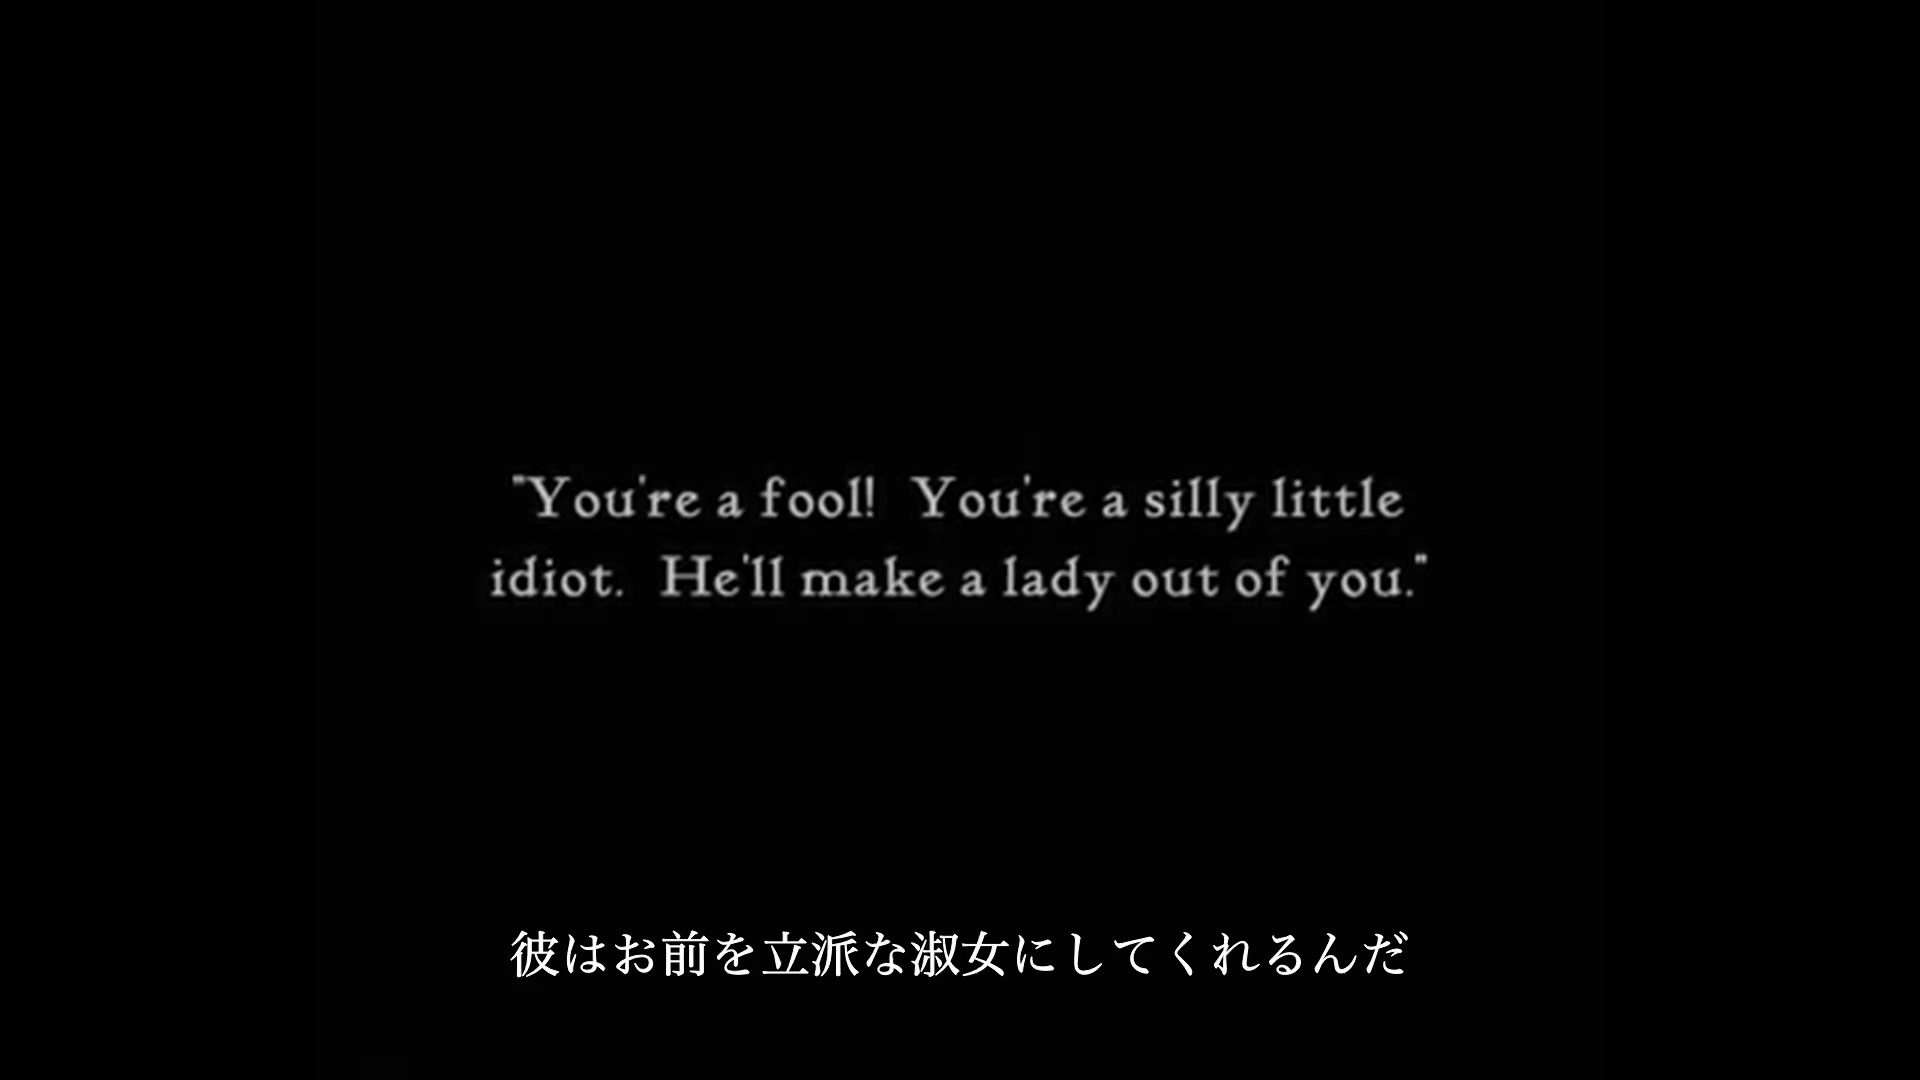 "You're a fool!  You're a silly little
idiot.  He'll make a lady out of you."
彼はお前を立派な淑女にしてくれるんだ